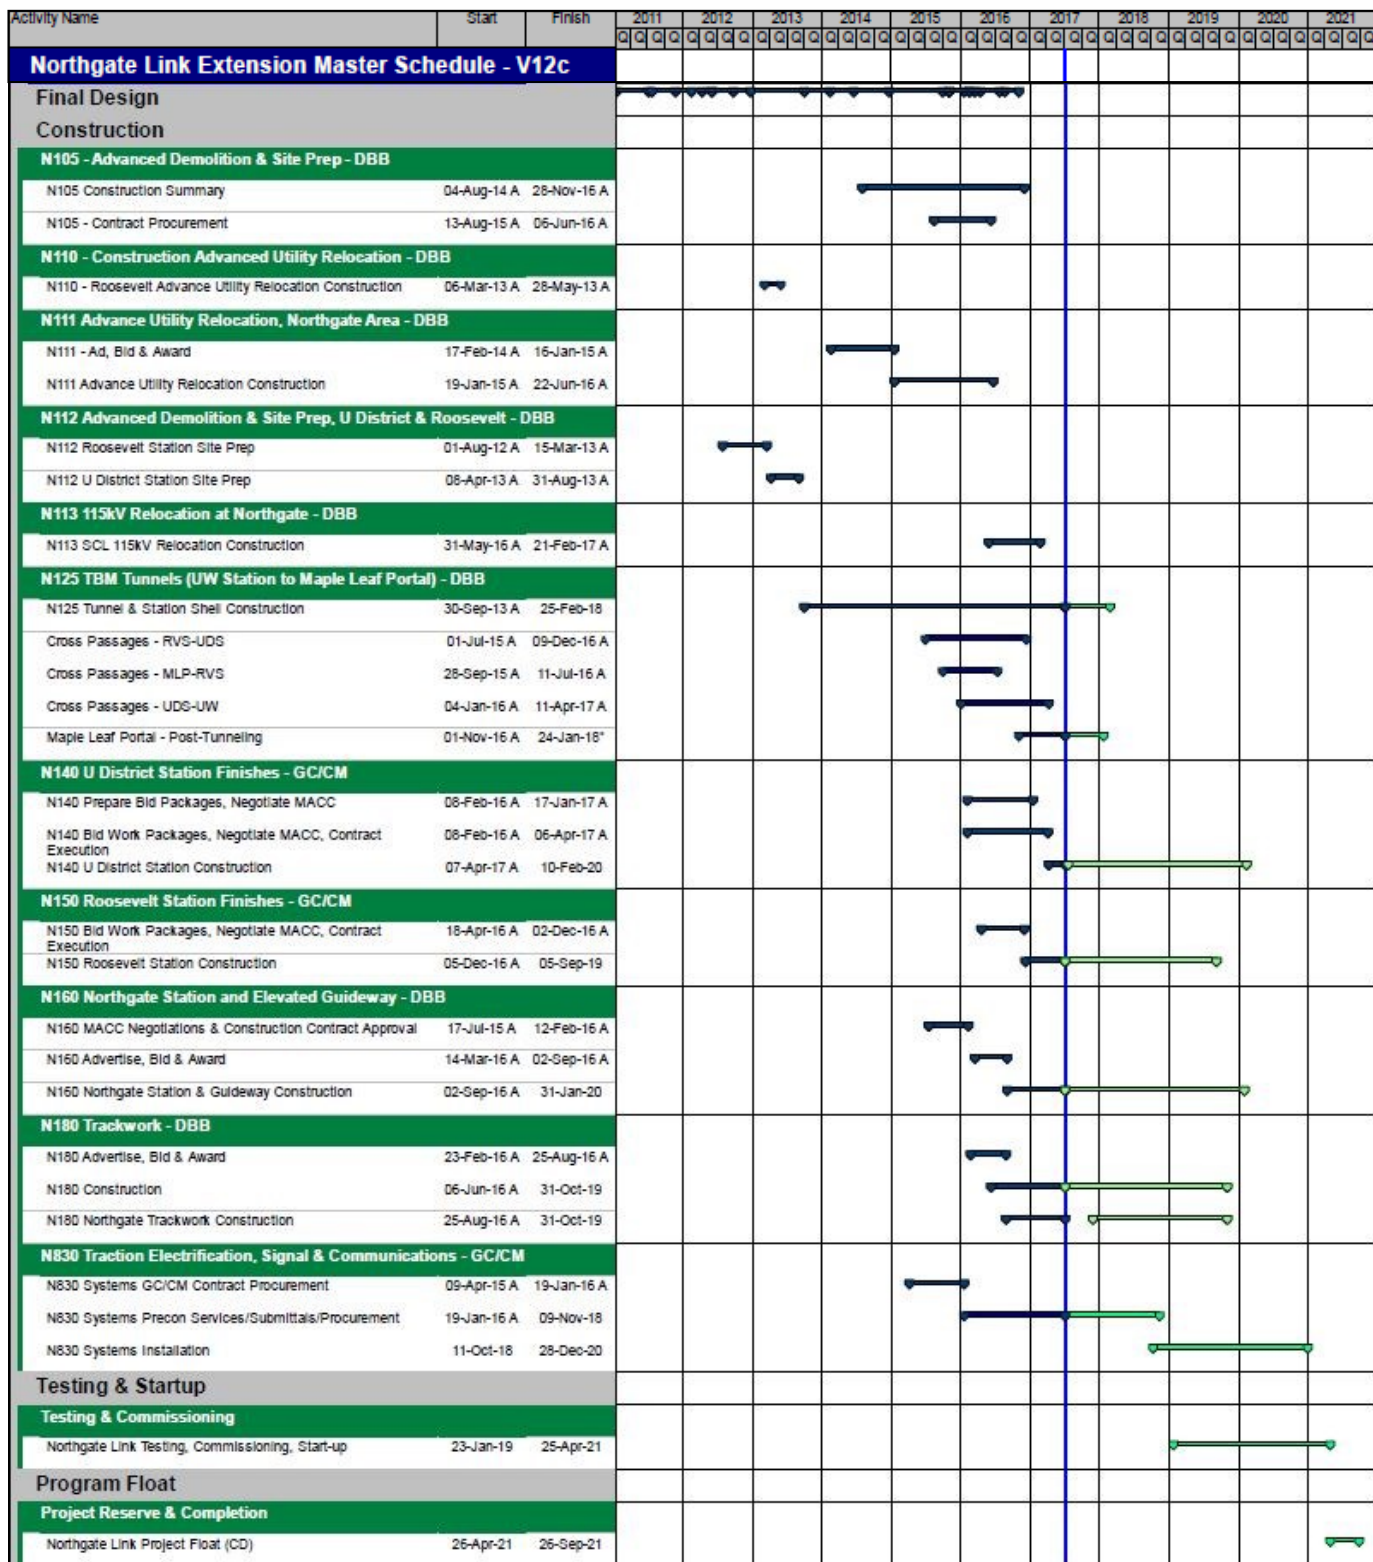 Activity Name Start Finish 2011 2012 2013 2014 2015 2016 2017 2018 2019 2020 2021
Q Q Q Q Q Q Q Q Q Q Q Q Q Q Q Q Q Q Q Q Q Q Q Q Q Q Q Q Q Q Q Q Q Q Q Q Q Q Q Q Q Q Q Q
Northgate Link Extension Master Schedule - V12c
Final Design
Construction
N105 - Advanced Demolition & Site Prep - DBB
N105 Construction Summary 04-Aug-14 A 28-Nov-16 A
N105 - Contract Procurement 13-Aug-15 A 06-Jun-16 A
N110 - Construction Advanced Utility Relocation - DBB
N110 - Roosevelt Advance Utility Relocation Construction 06-Mar-13 A 28-May-13 A
N111 Advance Utility Relocation, Northgate Area - DBB
N111 - Ad, Bid & Award 17-Feb-14 A 16-Jan-15 A
N111 Advance Utility Relocation Construction 19-Jan-15 A 22-Jun-16 A
N112 Advanced Demolition & Site Prep, U District & Roosevelt - DBB
N112 Roosevelt Station Site Prep 01-Aug-12 A 15-Mar-13 A
N112 U District Station Site Prep 08-Apr-13 A 31-Aug-13 A
N113 115kV Relocation at Northgate - DBB
N113 SCL 115kV Relocation Construction 31-May-16 A 21-Feb-17 A
N125 TBM Tunnels (UW Station to Maple Leaf Portal) - DBB
N125 Tunnel & Station Shell Construction 30-Sep-13 A 25-Feb-18
Cross Passages - RVS-UDS 01-Jul-15 A 09-Dec-16 A
Cross Passages - MLP-RVS 28-Sep-15 A 11-Jul-16 A
Cross Passages - UDS-UW 04-Jan-16 A 11-Apr-17 A
Maple Leaf Portal - Post-Tunneling 01-Nov-16 A 24-Jan-18*
N140 U District Station Finishes - GC/CM
N140 Prepare Bid Packages, Negotiate MACC 08-Feb-16 A 17-Jan-17 A
N140 Bid Work Packages, Negotiate MACC, Contract 08-Feb-16 A 06-Apr-17 A
Execution
N140 U District Station Construction 07-Apr-17 A 10-Feb-20
N150 Roosevelt Station Finishes - GC/CM
N150 Bid Work Packages, Negotiate MACC, Contract 18-Apr-16 A 02-Dec-16 A
Execution
N150 Roosevelt Station Construction 05-Dec-16 A 05-Sep-19
N160 Northgate Station and Elevated Guideway - DBB
N160 MACC Negotiations & Construction Contract Approval 17-Jul-15 A 12-Feb-16 A
N160 Advertise, Bid & Award 14-Mar-16 A 02-Sep-16 A
N160 Northgate Station & Guideway Construction 02-Sep-16 A 31-Jan-20
N180 Trackwork - DBB
N180 Advertise, Bid & Award 23-Feb-16 A 25-Aug-16 A
N180 Construction 06-Jun-16 A 31-Oct-19
N180 Northgate Trackwork Construction 25-Aug-16 A 31-Oct-19
N830 Traction Electrification, Signal & Communications - GC/CM
N830 Systems GC/CM Contract Procurement 09-Apr-15 A 19-Jan-16 A
N830 Systems Precon Services/Submittals/Procurement 19-Jan-16 A 09-Nov-18
N830 Systems Installation 11-Oct-18 28-Dec-20
Testing & Startup
Testing & Commissioning
Northgate Link Testing, Commissioning, Start-up 23-Jan-19 25-Apr-21
Program Float
Project Reserve & Completion
Northgate Link Project Float (CD) 26-Apr-21 26-Sep-21